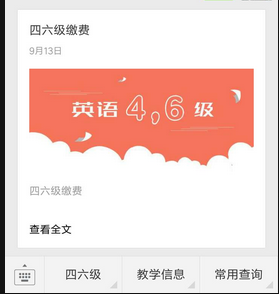 四六级缴费
9月13日
英语4,6级
四六级缴费
查看全文
四六级 教学信息 常用查询